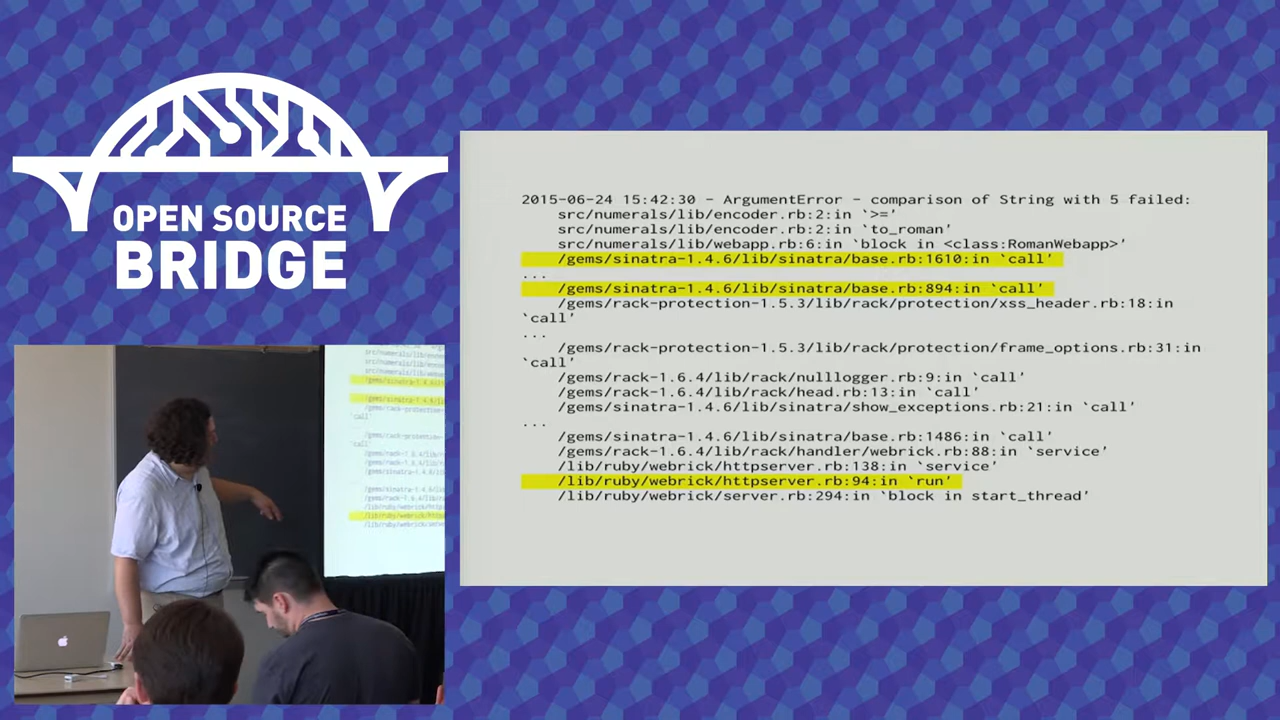 OPEN SOURCE
BRIDGE
2015-06-24 15:42:30 - ArgumentError - comparison of String with 5 failed:
src/numerals/lib/encoder.rb:2:in `>='
src/numerals/lib/encoder.rb:2:in `to_roman'
src/numerals/lib/webapp.rb:6:in `block in <class:RomanWebapp>'
/gems/sinatra-1.4.6/lib/sinatra/base.rb:1610:in `call'
...
/gems/sinatra-1.4.6/lib/sinatra/base.rb:894:in `call'
/gems/rack-protection-1.5.3/lib/rack/protection/xss_header.rb:18:in
`call'
...
/gems/rack-protection-1.5.3/lib/rack/protection/frame_options.rb:31:in
`call'
/gems/rack-1.6.4/lib/rack/nulllogger.rb:9:in `call'
/gems/rack-1.6.4/lib/rack/head.rb:13:in `call'
/gems/sinatra-1.4.6/lib/sinatra/show_exceptions.rb:21:in `call'
...
/gems/sinatra-1.4.6/lib/sinatra/base.rb:1486:in `call'
/gems/rack-1.6.4/lib/rack/handler/webrick.rb:88:in `service'
/lib/ruby/webrick/httpserver.rb:138:in `service'
/lib/ruby/webrick/httpserver.rb:94:in `run'
/lib/ruby/webrick/server.rb:294:in `block in start_thread'